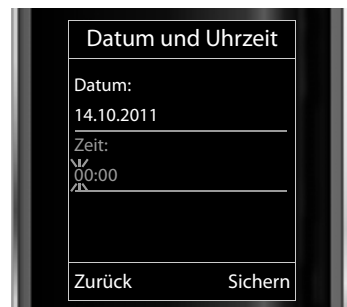 Datum und Uhrzeit
Datum:
14.10.2011
Zeit:
00:00
Zurück Sichern